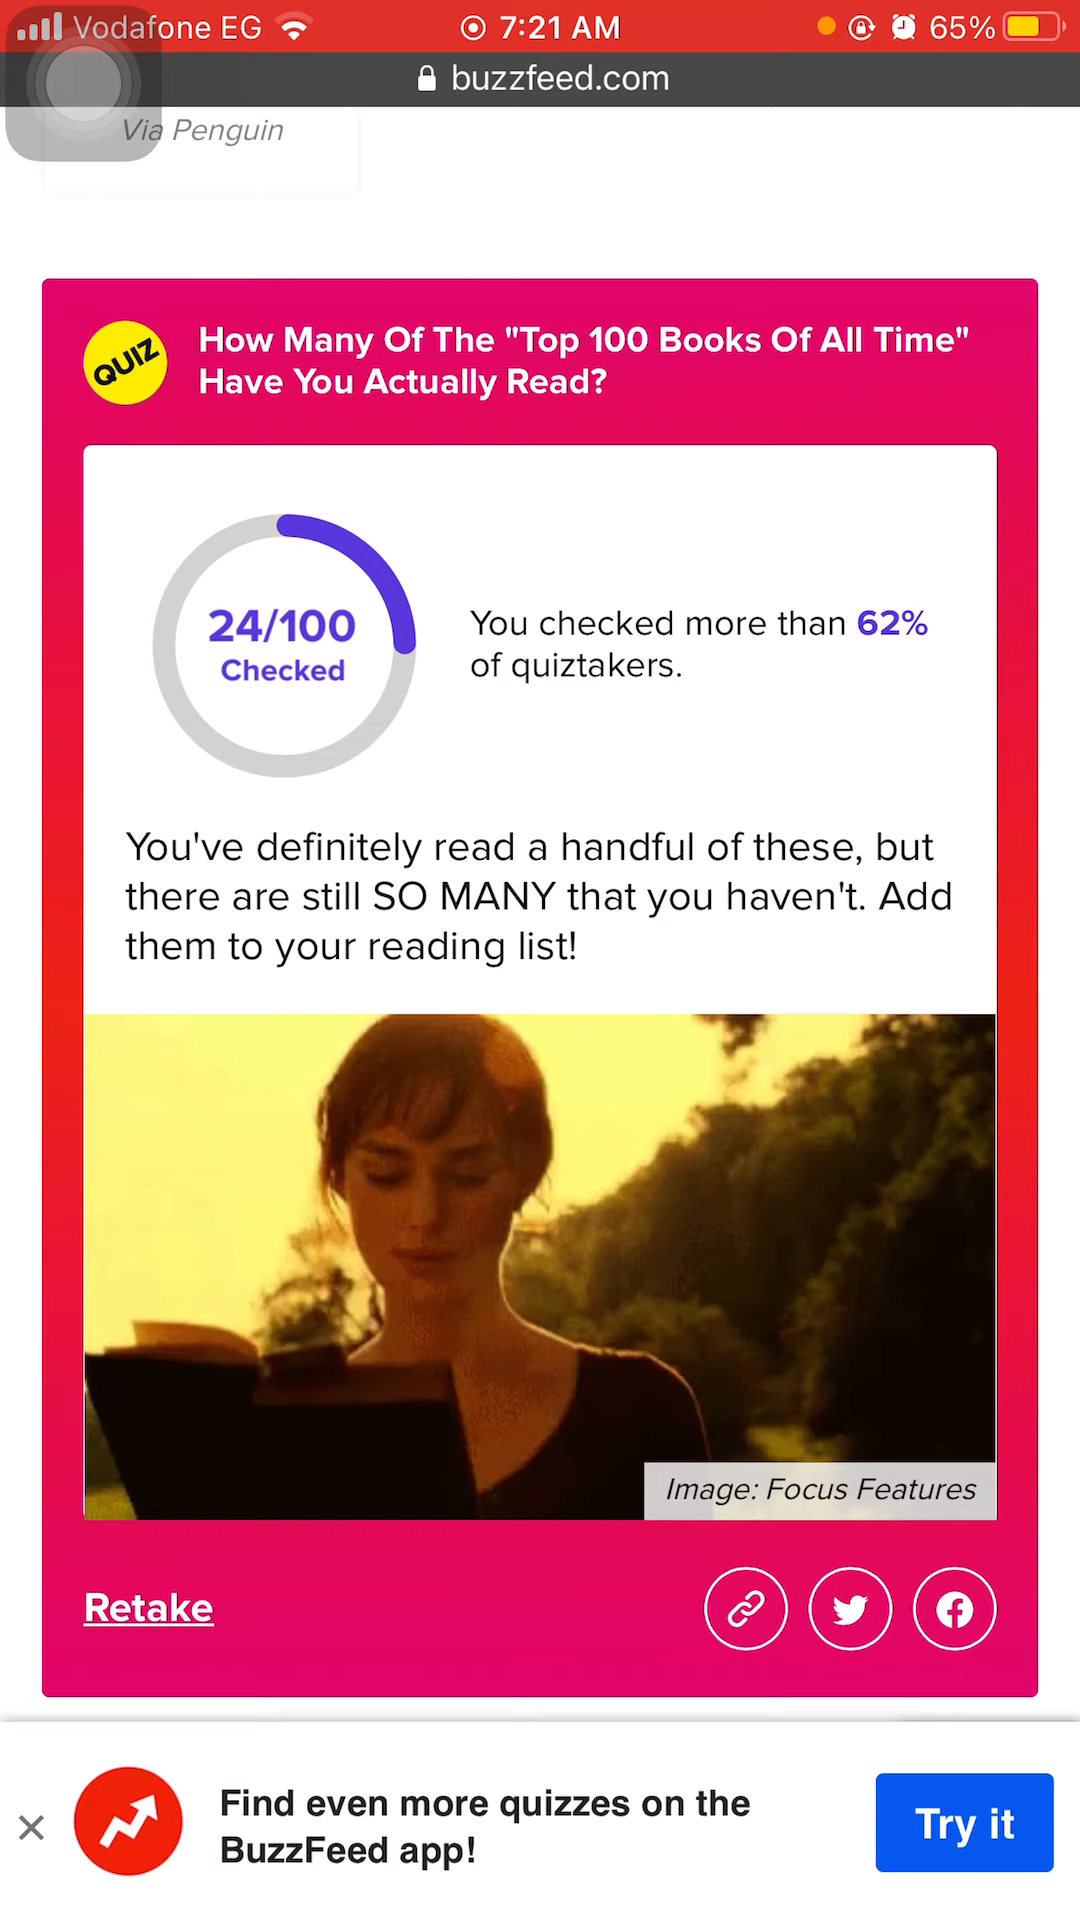 Vodafone EG
7:21 AM
65%
buzzfeed.com
Via Penguin
QUIZ
How Many Of The "Top 100 Books Of All Time"
Have You Actually Read?
24/100
Checked
You checked more than 62%
of quiztakers.
You've definitely read a handful of these, but
there are still SO MANY that you haven't. Add
them to your reading list!
Image: Focus Features
Retake
Find even more quizzes on the
BuzzFeed app!
Try it